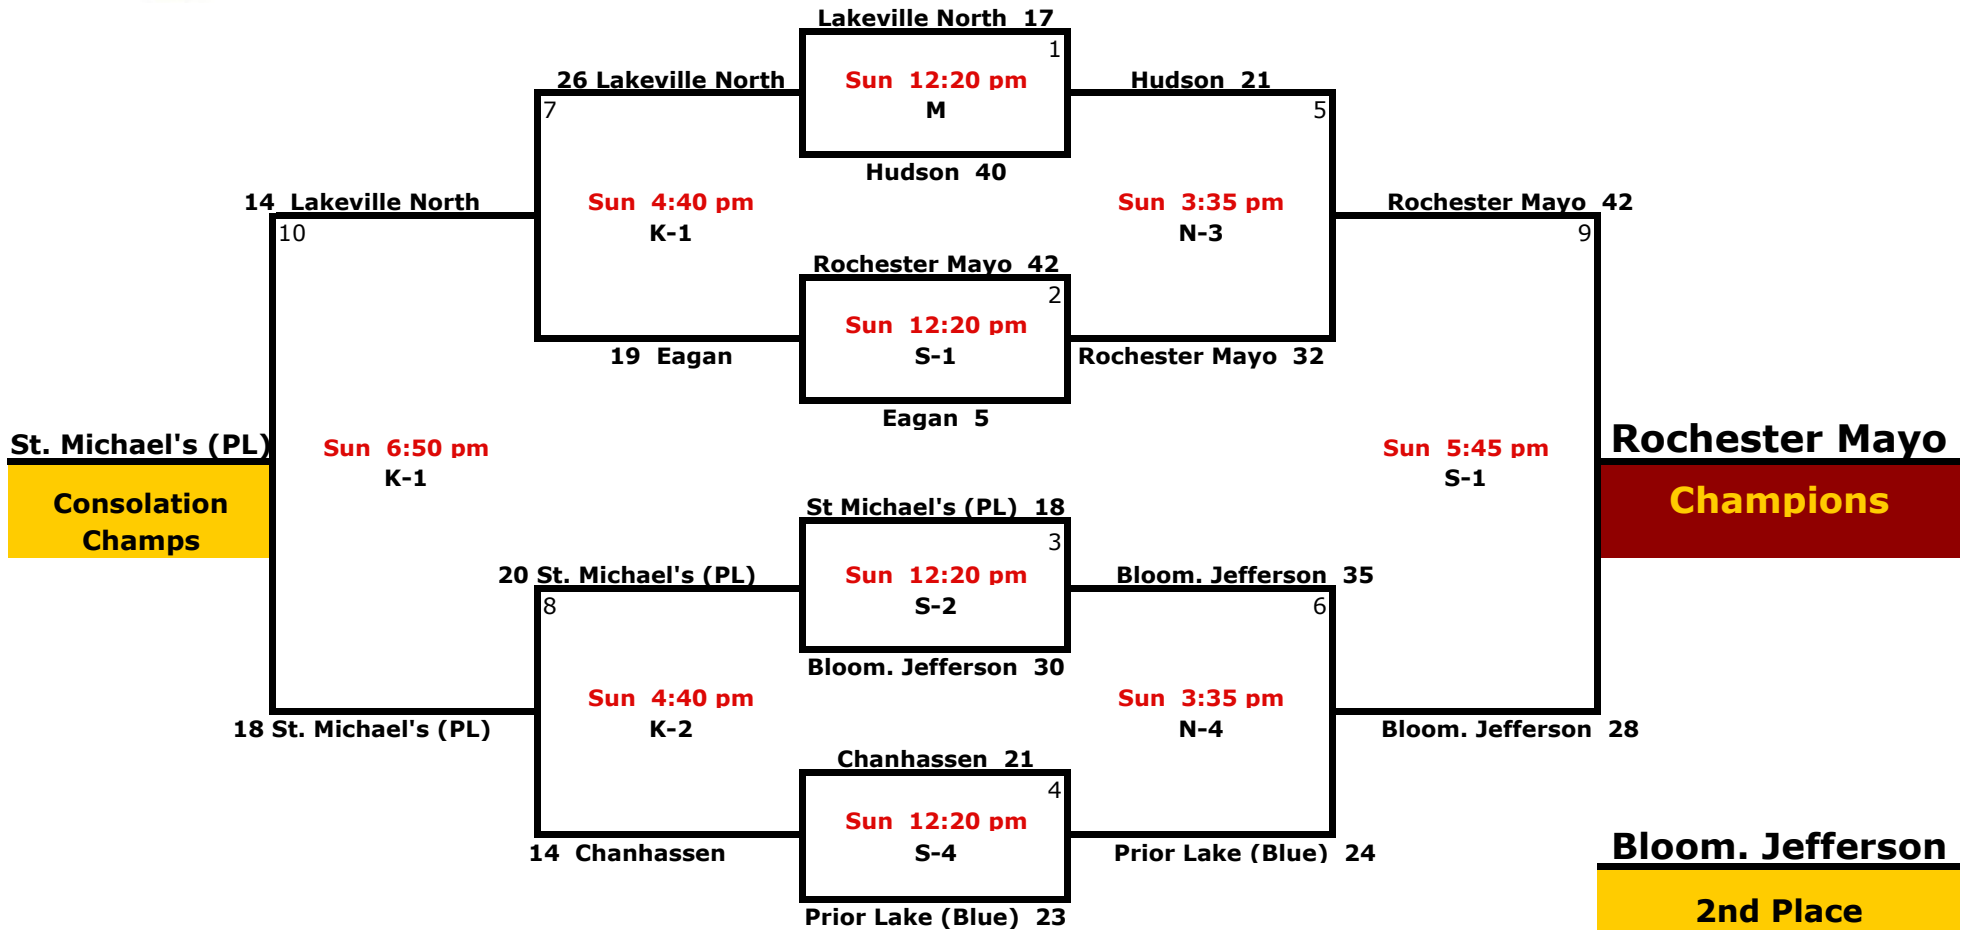 Lakeville North 17
1
26 Lakeville North
Sun 12:20 pm
Hudson 21
7
M
5
Hudson 40
14 Lakeville North
Sun 4:40 pm
Sun 3:35 pm
Rochester Mayo 42
10
K-1
N-3
9
Rochester Mayo 42
2
Sun 12:20 pm
19 Eagan
S-1
Rochester Mayo 32
Eagan 5
St. Michael's (PL)
Sun 6:50 pm
Sun 5:45 pm
Rochester Mayo
K-1
S-1
Consolation
Champs
Champions
St Michael's (PL) 18
3
20 St. Michael's (PL)
Sun 12:20 pm
Bloom. Jefferson 35
8
S-2
6
Bloom. Jefferson 30
Sun 4:40 pm
Sun 3:35 pm
18 St. Michael's (PL)
K-2
N-4
Bloom. Jefferson 28
Chanhassen 21
4
Sun 12:20 pm
14 Chanhassen
S-4
Prior Lake (Blue) 24
Bloom. Jefferson
Prior Lake (Blue) 23
2nd Place